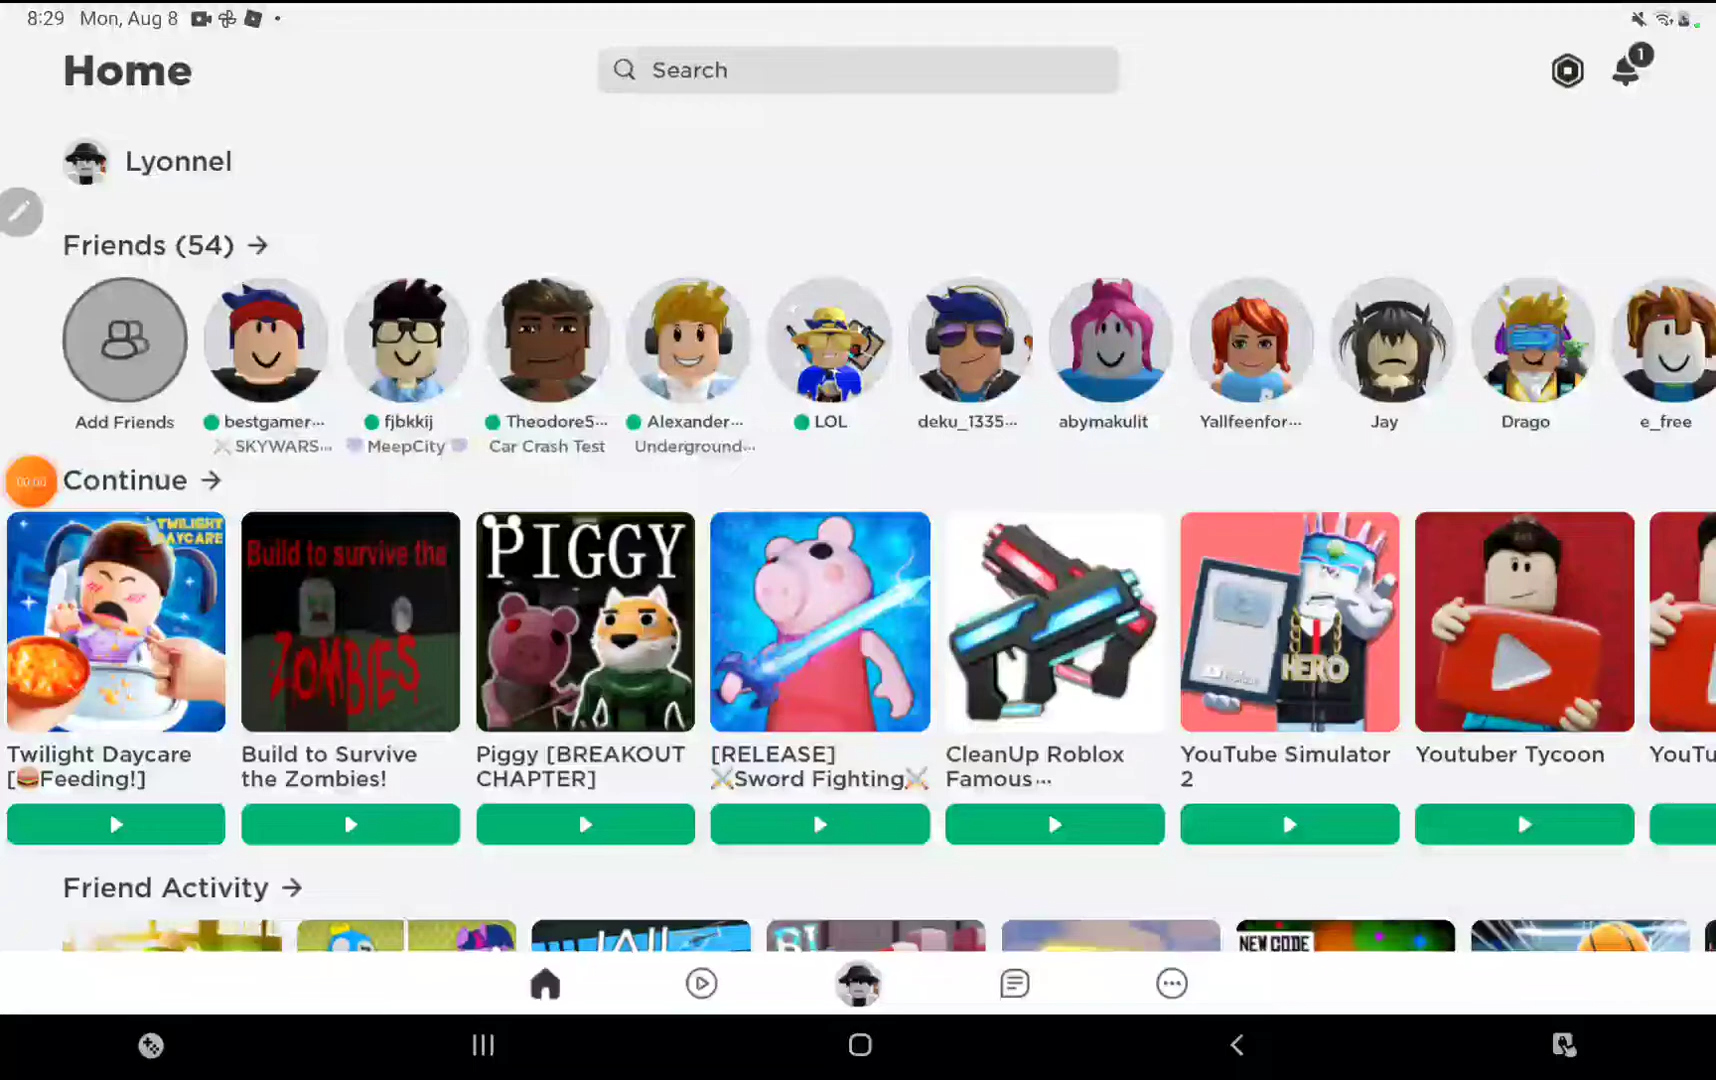 8:29 Mon, Aug 8
Home
Search
1
Lyonnel
Friends (54) →
Add Friends
bestgamer...
SKYWARS...
fjbkkij
MeepCity
Theodore5...
Car Crash Test
Alexander...
Underground...
LOL
deku_1335...
abymakulit
Yallfeenfor...
Jay
Drago
e_free
00:00
Continue →
TWILIGHT
DAYCARE
Build to survive the
ZOMBIES
PIGGY
HERO
Twilight Daycare
[🍔Feeding!]
Build to Survive
the Zombies!
Piggy [BREAKOUT
CHAPTER]
[RELEASE]
⚔Sword Fighting⚔
CleanUp Roblox
Famous...
YouTube Simulator
2
Youtuber Tycoon
YouTu
Friend Activity →
NEW CODE